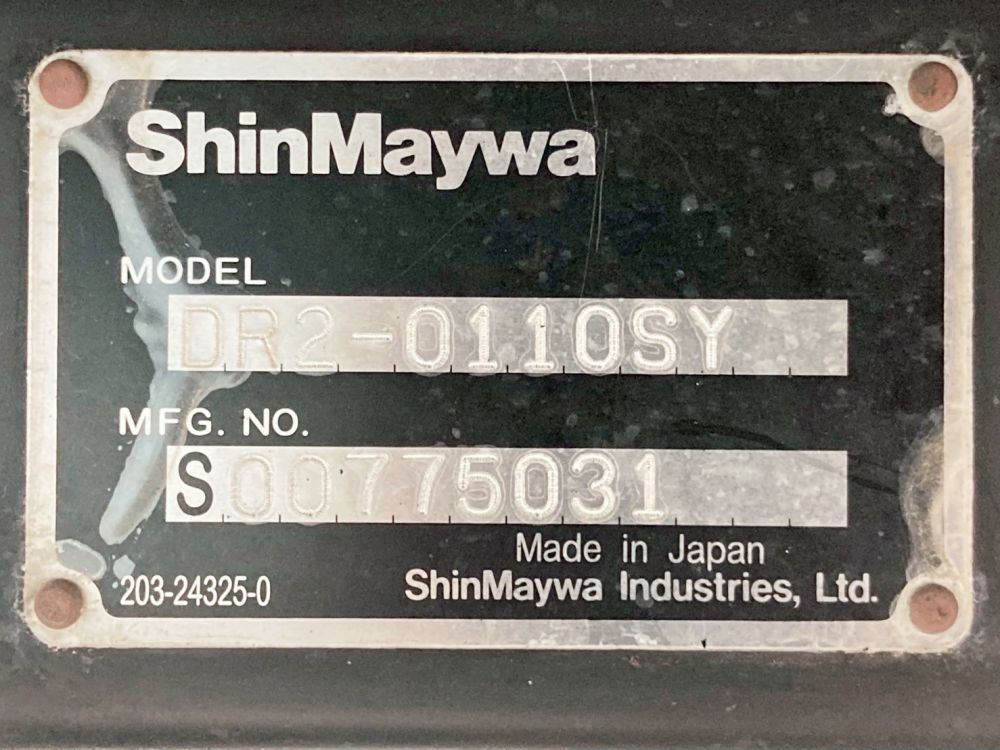 ShinMaywa
MODEL
DR2-0110SY
MFG. NO.
S00775031
Made in Japan
203-24325-0 ShinMaywa Industries, Ltd.